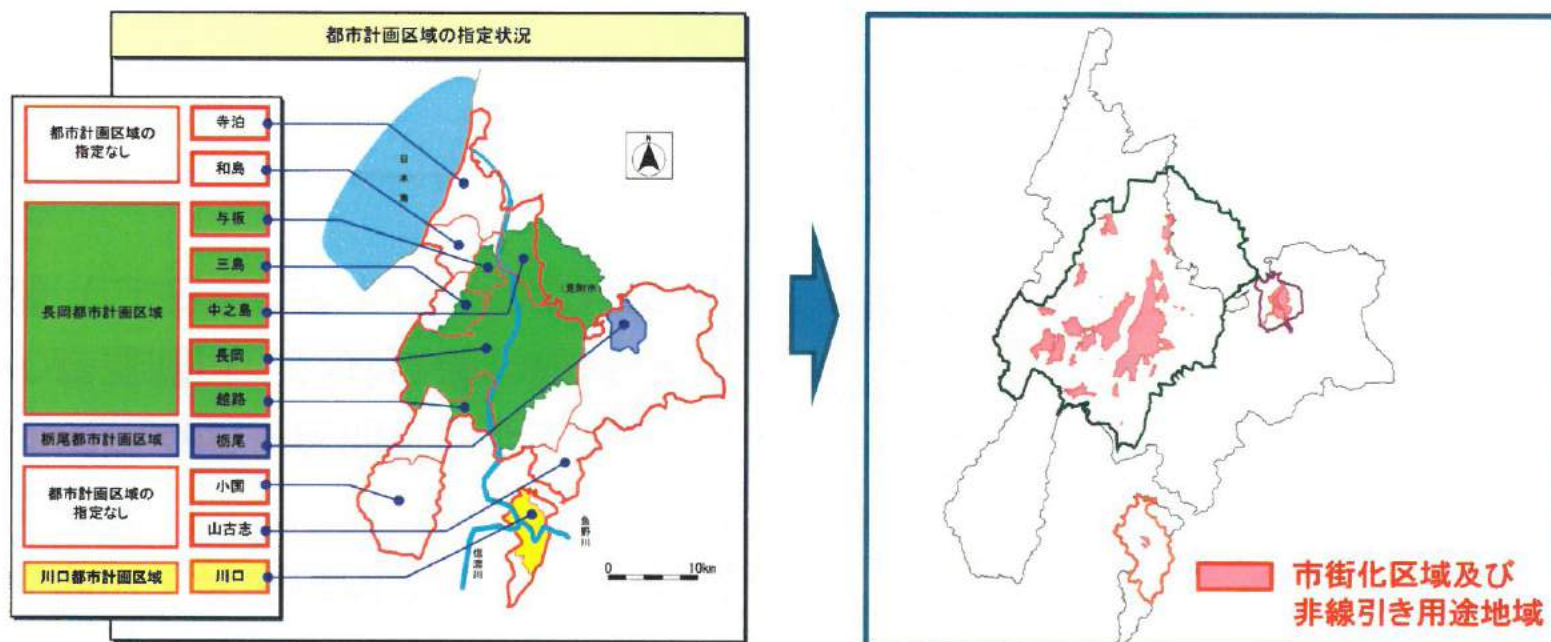 都市計画区域の指定状況
都市計画区域の
指定なし
寺泊
和島
長岡都市計画区域
与板
三島
中之島
長岡
越路
栃尾都市計画区域
栃尾
都市計画区域の
指定なし
小国
山古志
川口都市計画区域
川口
日本海
N
(見附市)
魚野川
信濃川
0 10km
市街化区域及び
非線引き用途地域